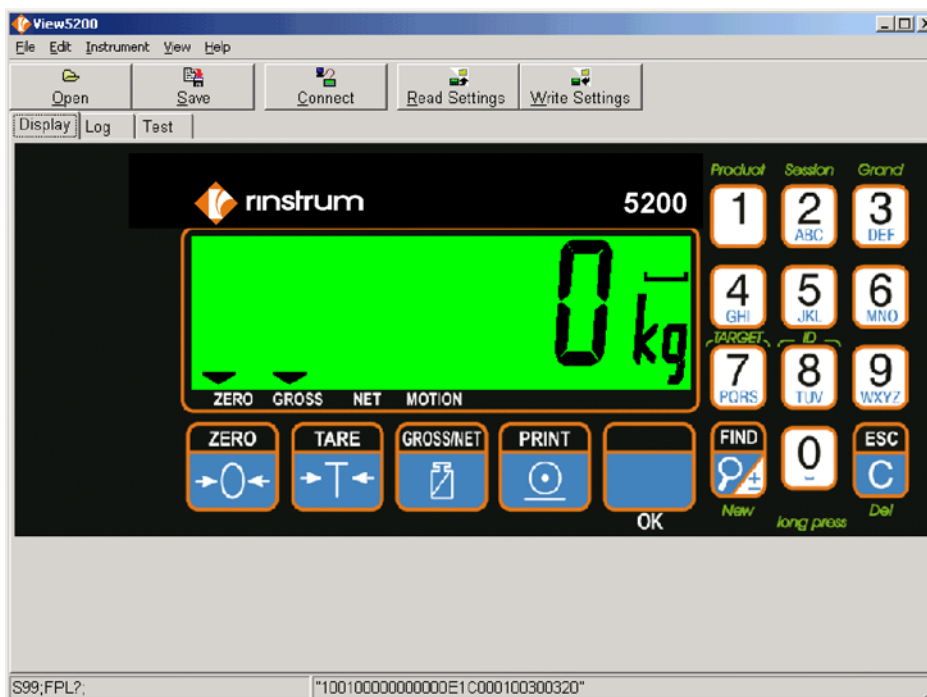 View5200
File Edit Instrument View Help
Open Save Connect Read Settings Write Settings
Display Log Test
rinstrum 5200
Product Session Grand
1 2 3
ABC DEF
0 kg
4 5 6
GHI JKL MNO
TARGET ID
7 8 9
PQRS TUV WXYZ
ZERO GROSS NET MOTION
ZERO TARE GROSS/NET PRINT FIND 0 ESC
→0← →T← ± C
OK New long press Del
S99;FPL?; "100100000000000E1C000100300320"